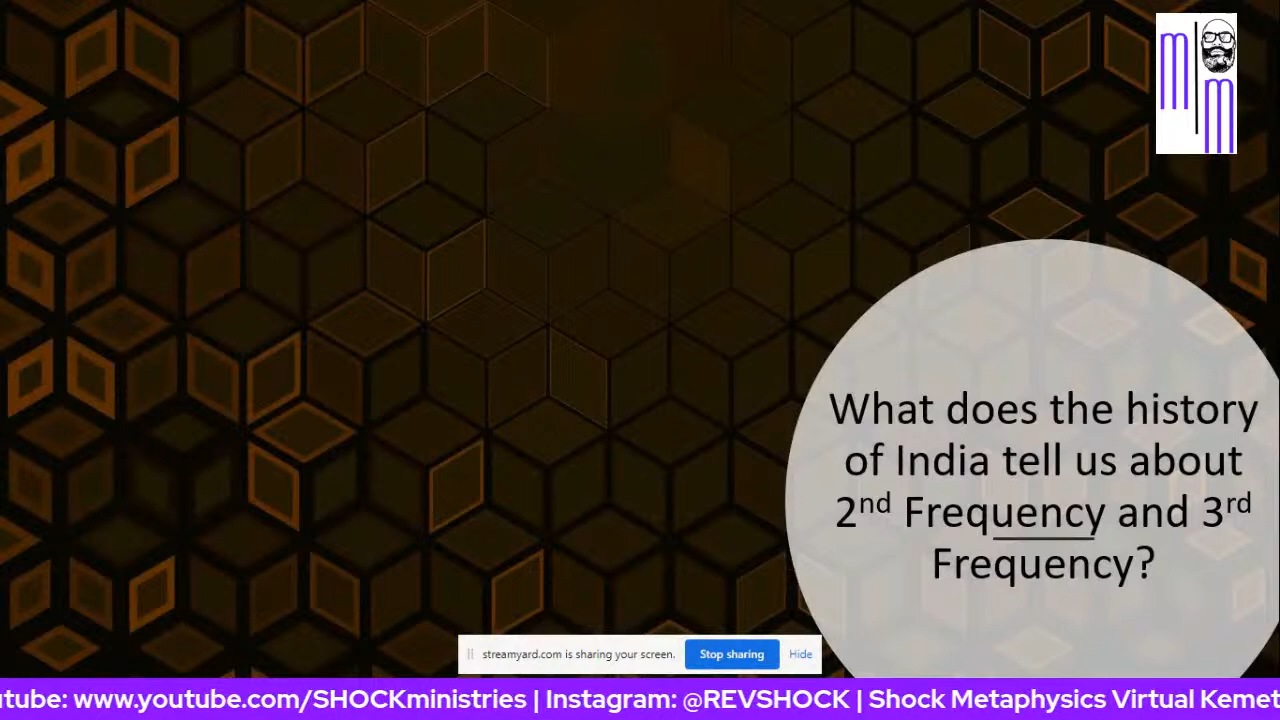 m
m
What does the history
of India tell us about
2nd Frequency and 3rd
Frequency?
streamyard.com is sharing your screen. Stop sharing Hide
utube: www.youtube.com/SHOCKministries | Instagram: @REVSHOCK | Shock Metaphysics Virtual Kemet